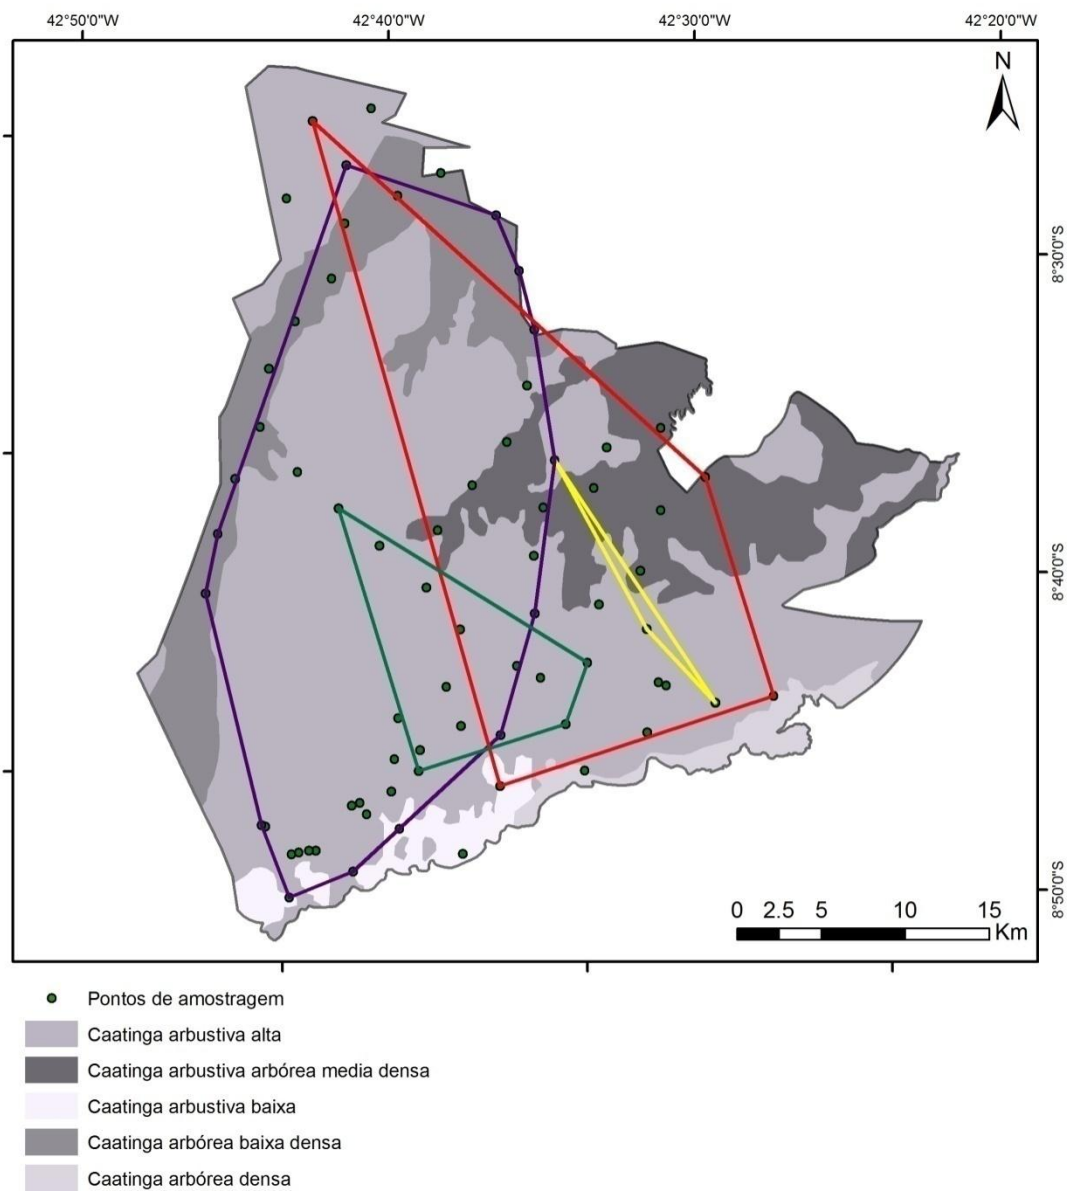 42°50'0"W 42°40'0"W 42°30'0"W 42°20'0"W
N
8°30'0"S
8°40'0"S
8°50'0"S
0 2.5 5 10 15
Km
Pontos de amostragem
Caatinga arbustiva alta
Caatinga arbustiva arbórea media densa
Caatinga arbustiva baixa
Caatinga arbórea baixa densa
Caatinga arbórea densa